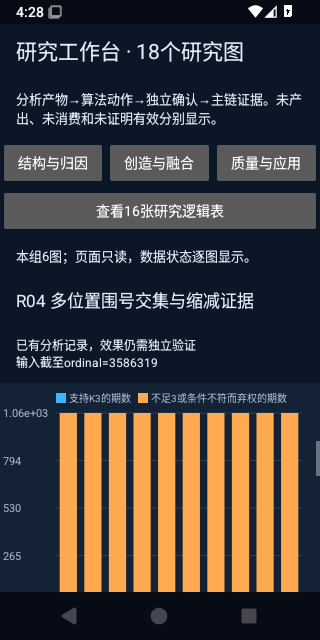 4:28
研究工作台 · 18个研究图
分析产物→算法动作→独立确认→主链证据。未产
出、未消费和未证明有效分别显示。
结构与归因
创造与融合
质量与应用
查看16张研究逻辑表
本组6图；页面只读，数据状态逐图显示。
R04 多位置围号交集与缩减证据
已有分析记录，效果仍需独立验证
输入截至ordinal=3586319
支持K3的期数
不足3或条件不符而弃权的期数
1.06e+03
794
530
265